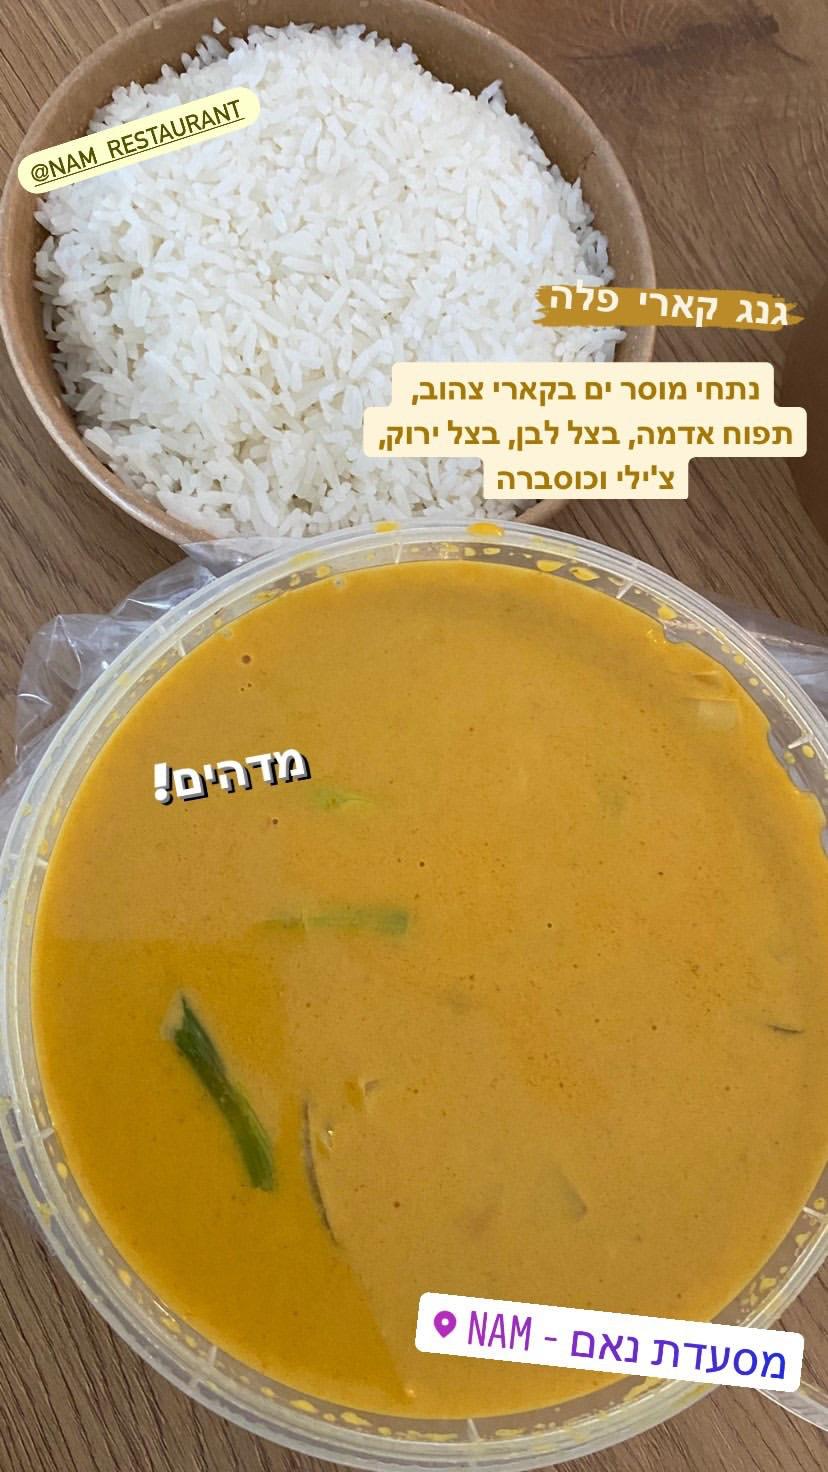 @NAM_RESTAURANT
גנג קארי פלה
נתחי מוסר ים בקארי צהוב,
תפוח אדמה, בצל לבן, בצל ירוק,
צ'ילי וכוסברה
מדהים!
מסעדת נאם - NAM